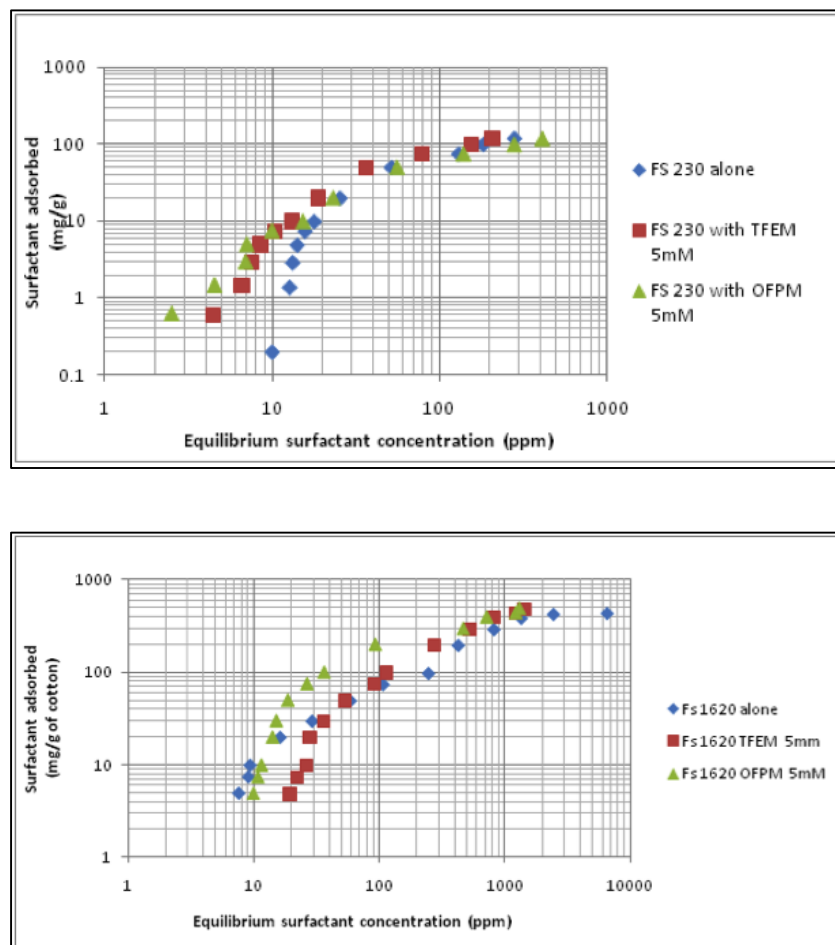 1000
100
10
1
0.1
Surfactant adsorbed
(mg/g)
1
10
100
1000
Equilibrium surfactant concentration (ppm)
FS 230 alone
FS 230 with TFEM
5mM
FS 230 with OFPM
5mM
1000
100
10
1
Surfactant adsorbed
(mg/g of cotton)
1
10
100
1000
10000
Equilibrium surfactant concentration (ppm)
Fs1620 alone
Fs1620 TFEM 5mm
Fs1620 OFPM 5mM